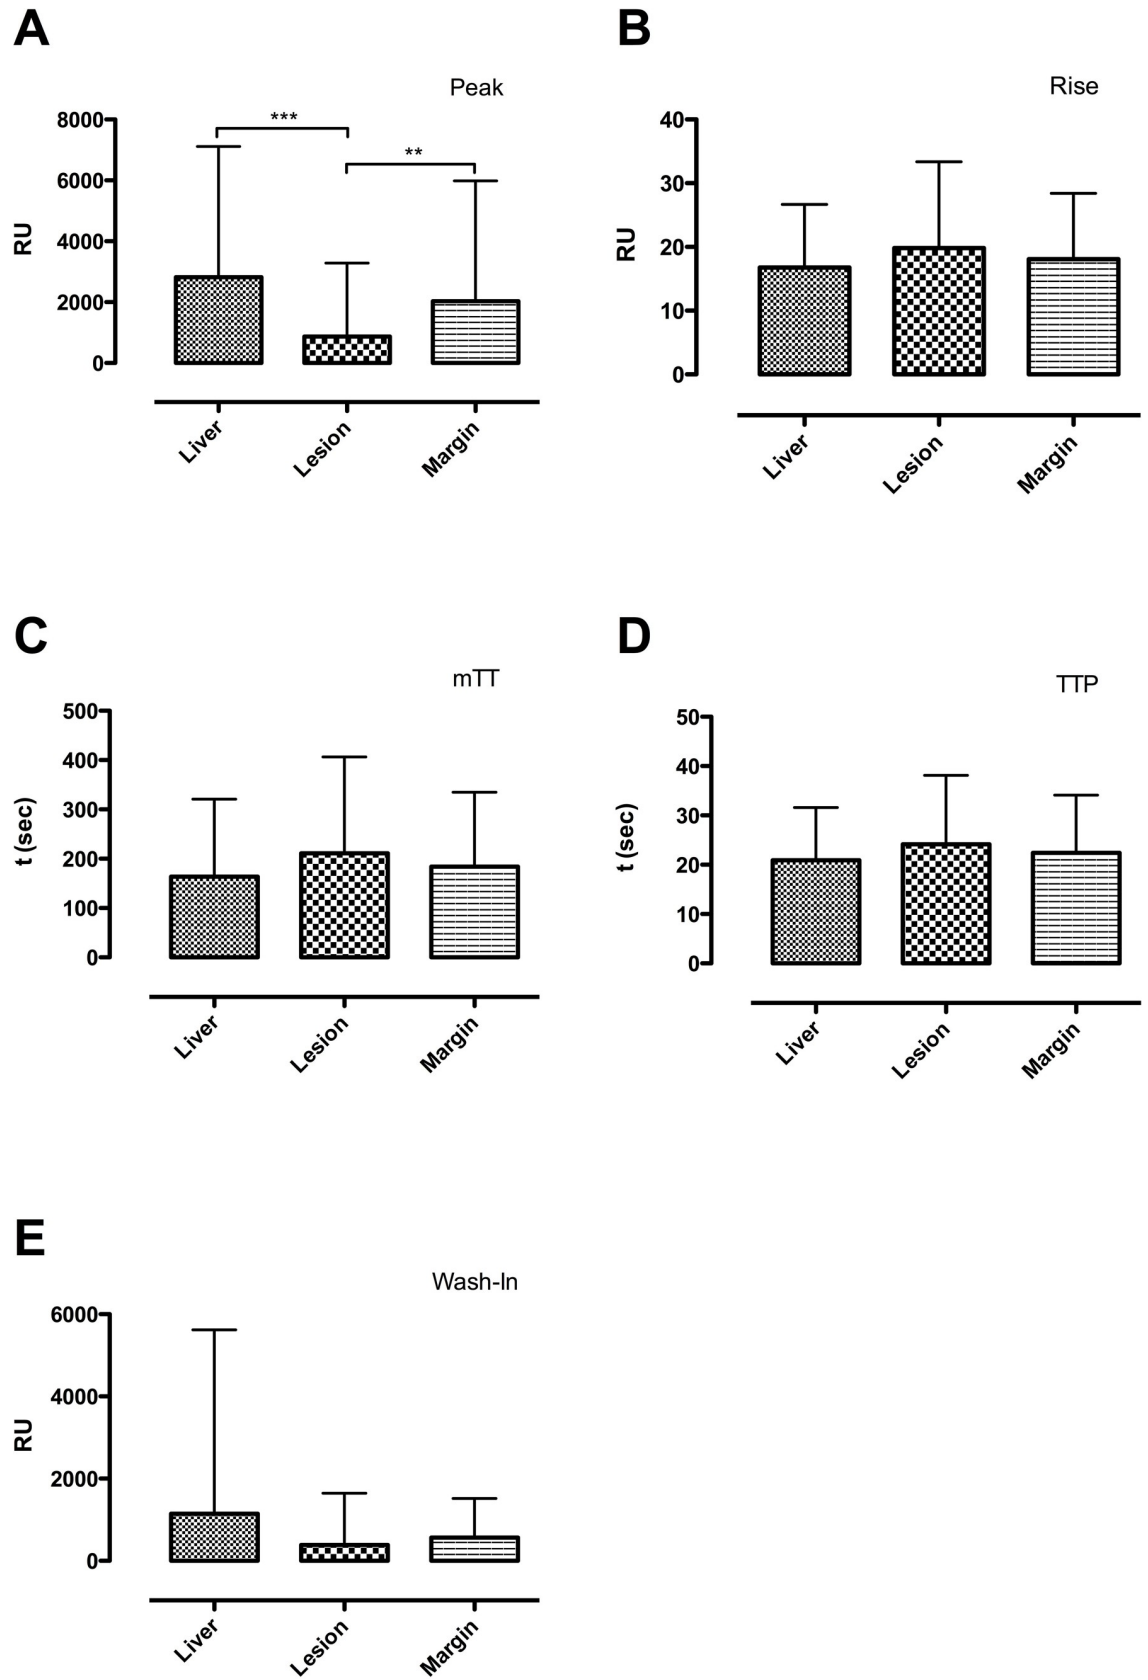 A
Peak
8000
6000
4000
2000
0
RU
***
**
Liver
Lesion
Margin
B
Rise
40
30
20
10
0
RU
Liver
Lesion
Margin
C
mTT
500
400
300
200
100
0
t (sec)
Liver
Lesion
Margin
D
TTP
50
40
30
20
10
0
t (sec)
Liver
Lesion
Margin
E
Wash-In
6000
4000
2000
0
RU
Liver
Lesion
Margin